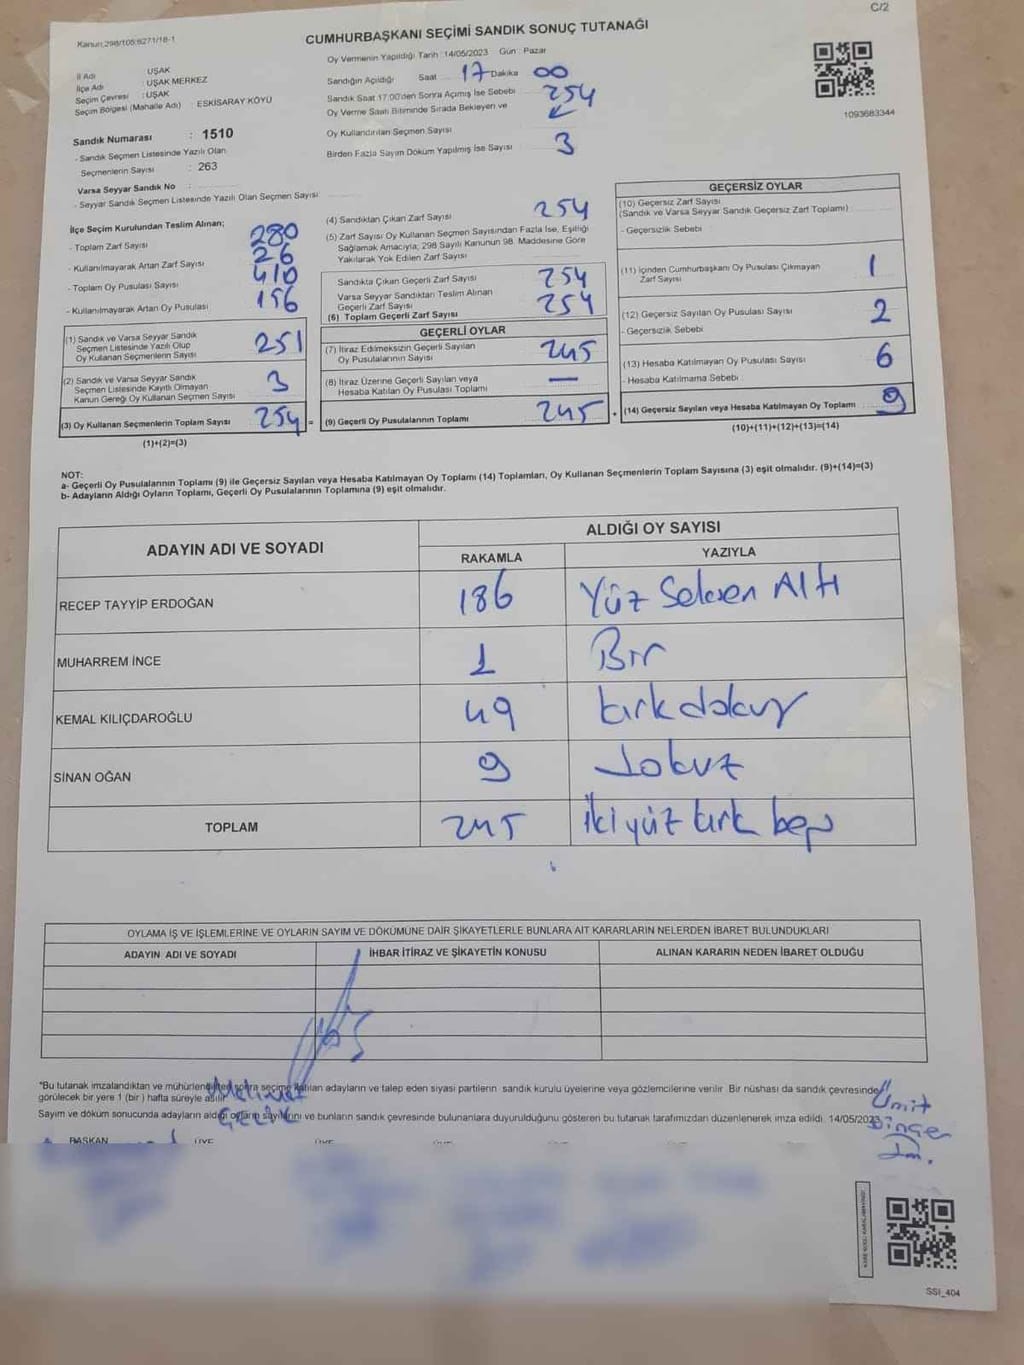 C/2
Kanun:298/105;6271/18-1
CUMHURBAŞKANI SEÇİMİ SANDIK SONUÇ TUTANAĞI
İl Adı : UŞAK
İlçe Adı : UŞAK MERKEZ
Seçim Çevresi : UŞAK
Seçim Bölgesi (Mahalle Adı) : ESKİSARAY KÖYÜ
Sandık Numarası : 1510
- Sandık Seçmen Listesinde Yazılı Olan
Seçmenlerin Sayısı : 263
Varsa Seyyar Sandık No :
- Seyyar Sandık Seçmen Listesinde Yazılı Olan Seçmen Sayısı
Oy Vermenin Yapıldığı Tarih : 14/05/2023 Gün : Pazar
Sandığın Açıldığı Saat 17 Dakika 00
Sandık Saat 17:00'den Sonra Açılmış İse Sebebi
Oy Verme Saati Bitiminde Sırada Bekleyen ve 254
Oy Kullandırılan Seçmen Sayısı
Birden Fazla Sayım Döküm Yapılmış İse Sayısı 3
1093683344
İlçe Seçim Kurulundan Teslim Alınan;
- Toplam Zarf Sayısı 280
- Kullanılmayarak Artan Zarf Sayısı 26
- Toplam Oy Pusulası Sayısı 410
- Kullanılmayarak Artan Oy Pusulası 156
(1) Sandık ve Varsa Seyyar Sandık
Seçmen Listesinde Yazılı Olup
Oy Kullanan Seçmenlerin Sayısı 251
(2) Sandık ve Varsa Seyyar Sandık
Seçmen Listesinde Kayıtlı Olmayan
Kanun Gereği Oy Kullanan Seçmen Sayısı 3
(3) Oy Kullanan Seçmenlerin Toplam Sayısı 254 =
(1)+(2)=(3)
(4) Sandıktan Çıkan Zarf Sayısı 254
(5) Zarf Sayısı Oy Kullanan Seçmen Sayısından Fazla İse, Eşitliği
Sağlamak Amacıyla; 298 Sayılı Kanunun 98. Maddesine Göre
Yakılarak Yok Edilen Zarf Sayısı
Sandıkta Çıkan Geçerli Zarf Sayısı 254
Varsa Seyyar Sandıktan Teslim Alınan
Geçerli Zarf Sayısı
(6) Toplam Geçerli Zarf Sayısı 254
GEÇERLİ OYLAR
(7) İtiraz Edilmeksizin Geçerli Sayılan
Oy Pusulalarının Sayısı 245
(8) İtiraz Üzerine Geçerli Sayılan veya
Hesaba Katılan Oy Pusulası Toplamı —
(9) Geçerli Oy Pusulalarının Toplamı 245
GEÇERSİZ OYLAR
(10) Geçersiz Zarf Sayısı
(Sandık ve Varsa Seyyar Sandık Geçersiz Zarf Toplamı)
- Geçersizlik Sebebi
(11) İçinden Cumhurbaşkanı Oy Pusulası Çıkmayan
Zarf Sayısı 1
(12) Geçersiz Sayılan Oy Pusulası Sayısı 2
- Geçersizlik Sebebi
(13) Hesaba Katılmayan Oy Pusulası Sayısı 6
- Hesaba Katılmama Sebebi
(14) Geçersiz Sayılan veya Hesaba Katılmayan Oy Toplamı 9
(10)+(11)+(12)+(13)=(14)
NOT:
a- Geçerli Oy Pusulalarının Toplamı (9) ile Geçersiz Sayılan veya Hesaba Katılmayan Oy Toplamı (14) Toplamları, Oy Kullanan Seçmenlerin Toplam Sayısına (3) eşit olmalıdır. (9)+(14)=(3)
b- Adayların Aldığı Oyların Toplamı, Geçerli Oy Pusulalarının Toplamına (9) eşit olmalıdır.
ADAYIN ADI VE SOYADI
ALDIĞI OY SAYISI
RAKAMLA YAZIYLA
RECEP TAYYİP ERDOĞAN 186 Yüz Seksen Altı
MUHARREM İNCE 1 Bir
KEMAL KILIÇDAROĞLU 49 kırkdokuz
SİNAN OĞAN 9 Dokuz
TOPLAM 245 iki yüz kırk beş
OYLAMA İŞ VE İŞLEMLERİNE VE OYLARIN SAYIM VE DÖKÜMÜNE DAİR ŞİKAYETLERLE BUNLARA AİT KARARLARIN NELERDEN İBARET BULUNDUKLARI
ADAYIN ADI VE SOYADI İHBAR İTİRAZ VE ŞİKAYETİN KONUSU ALINAN KARARIN NEDEN İBARET OLDUĞU
*Bu tutanak imzalandıktan ve mühürlendikten sonra seçime katılan adayların ve talep eden siyasi partilerin sandık kurulu üyelerine veya gözlemcilerine verilir. Bir nüshası da sandık çevresinde
görülecek bir yere 1 (bir) hafta süreyle asılır.
Sayım ve döküm sonucunda adayların aldığı oyların sayılarını ve bunların sandık çevresinde bulunanlara duyurulduğunu gösteren bu tutanak tarafımızdan düzenlenerek imza edildi. 14/05/2023
Mehmet
ÇELİK
Ümit
Dinçer
BAŞKAN ÜYE ÜYE
SSİ_404